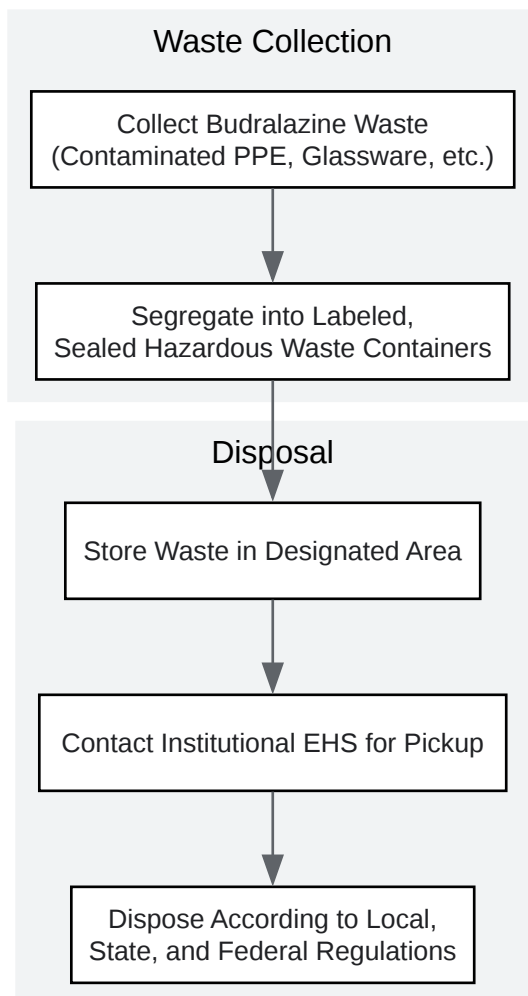 Waste Collection
Collect Budralazine Waste
(Contaminated PPE, Glassware, etc.)
Segregate into Labeled,
Sealed Hazardous Waste Containers
Disposal
Store Waste in Designated Area
Contact Institutional EHS for Pickup
Dispose According to Local,
State, and Federal Regulations